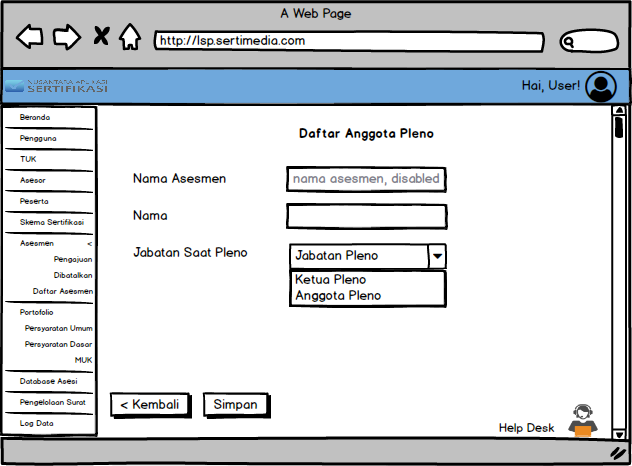 A Web Page
http://lsp.sertimedia.com
NUSANTARA APLIKASI
SERTIFIKASI
Hai, User!
Beranda
Pengguna
TUK
Asesor
Peserta
Skema Sertifikasi
Asesmen <
Pengajuan
Dibatalkan
Daftar Asesmen
Portofolio
Persyaratan Umum
Persyaratan Dasar
MUK
Database Asesi
Pengelolaan Surat
Log Data
Daftar Anggota Pleno
Nama Asesmen
nama asesmen, disabled
Nama
Jabatan Saat Pleno
Jabatan Pleno
Ketua Pleno
Anggota Pleno
< Kembali
Simpan
Help Desk